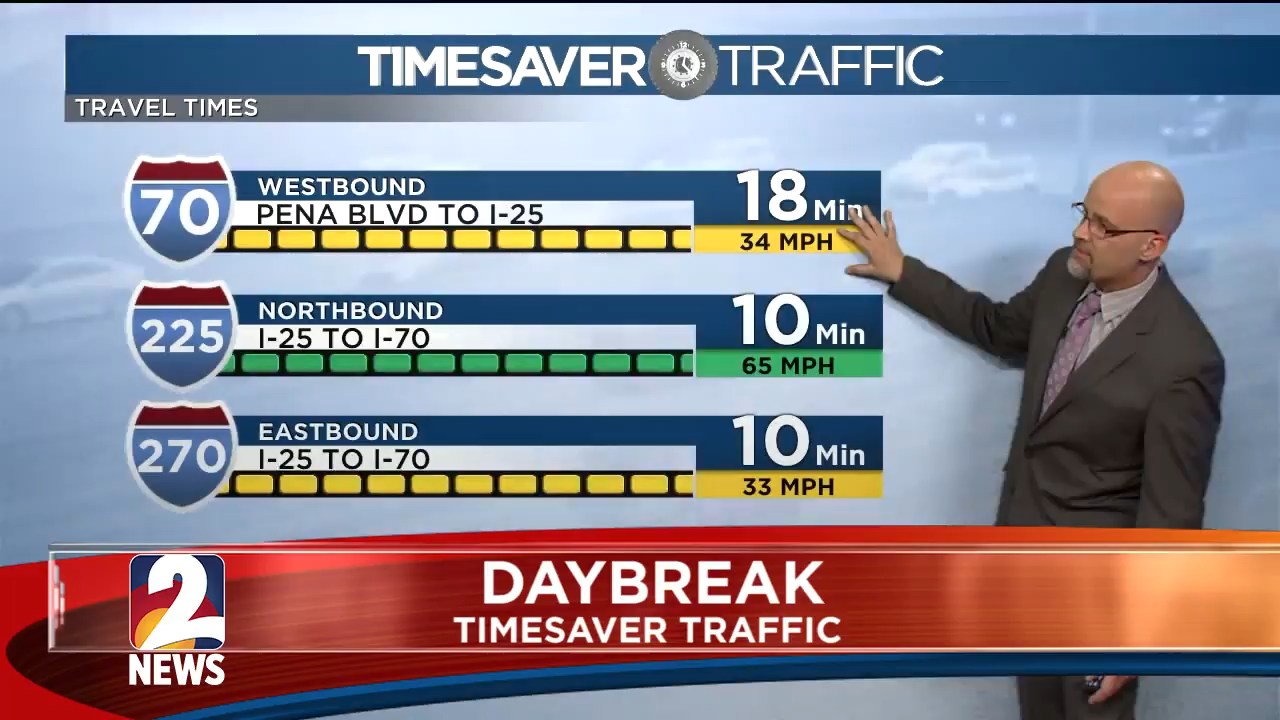 TIMESAVER TRAFFIC
TRAVEL TIMES
70
WESTBOUND
PENA BLVD TO I-25
18 Min
34 MPH
225
NORTHBOUND
I-25 TO I-70
10 Min
65 MPH
270
EASTBOUND
I-25 TO I-70
10 Min
33 MPH
2
NEWS
DAYBREAK
TIMESAVER TRAFFIC